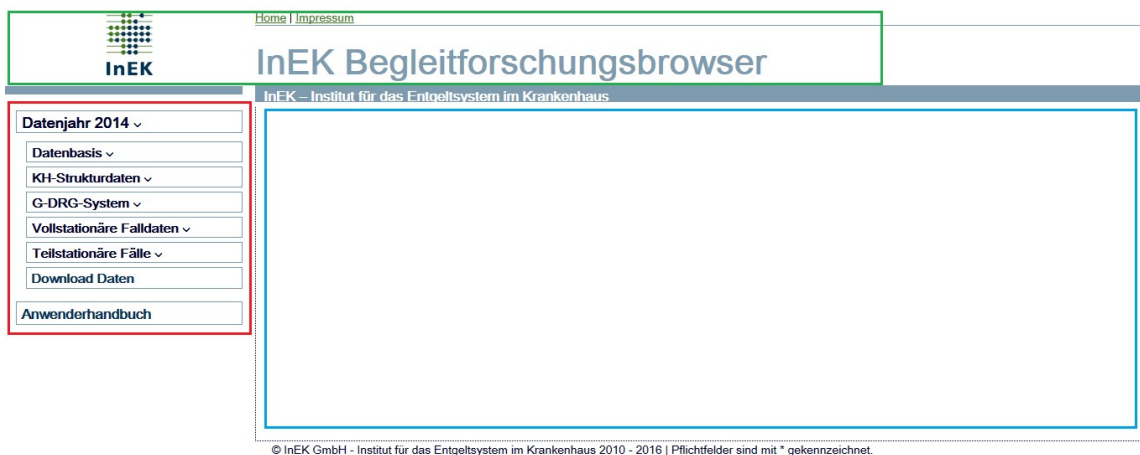 Home | Impressum
InEK
InEK Begleitforschungsbrowser
InEK – Institut für das Entgeltsystem im Krankenhaus
Datenjahr 2014
Datenbasis
KH-Strukturdaten
G-DRG-System
Vollstationäre Falldaten
Teilstationäre Fälle
Download Daten
Anwenderhandbuch
© InEK GmbH - Institut für das Entgeltsystem im Krankenhaus 2010 - 2016 | Pflichtfelder sind mit * gekennzeichnet.